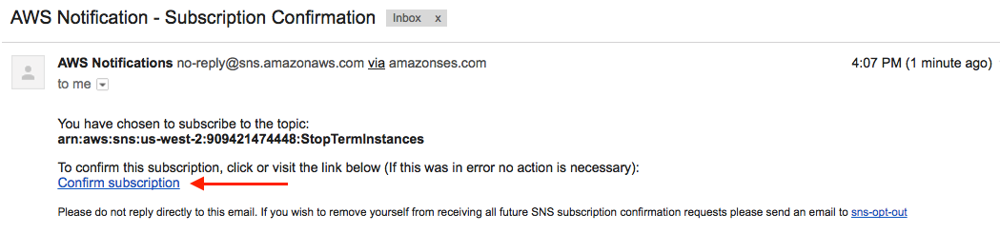 AWS Notification - Subscription Confirmation Inbox x
AWS Notifications no-reply@sns.amazonaws.com via amazonses.com 4:07 PM (1 minute ago)
to me
You have chosen to subscribe to the topic:
arn:aws:sns:us-west-2:909421474448:StopTermInstances
To confirm this subscription, click or visit the link below (If this was in error no action is necessary):
Confirm subscription
Please do not reply directly to this email. If you wish to remove yourself from receiving all future SNS subscription confirmation requests please send an email to sns-opt-out